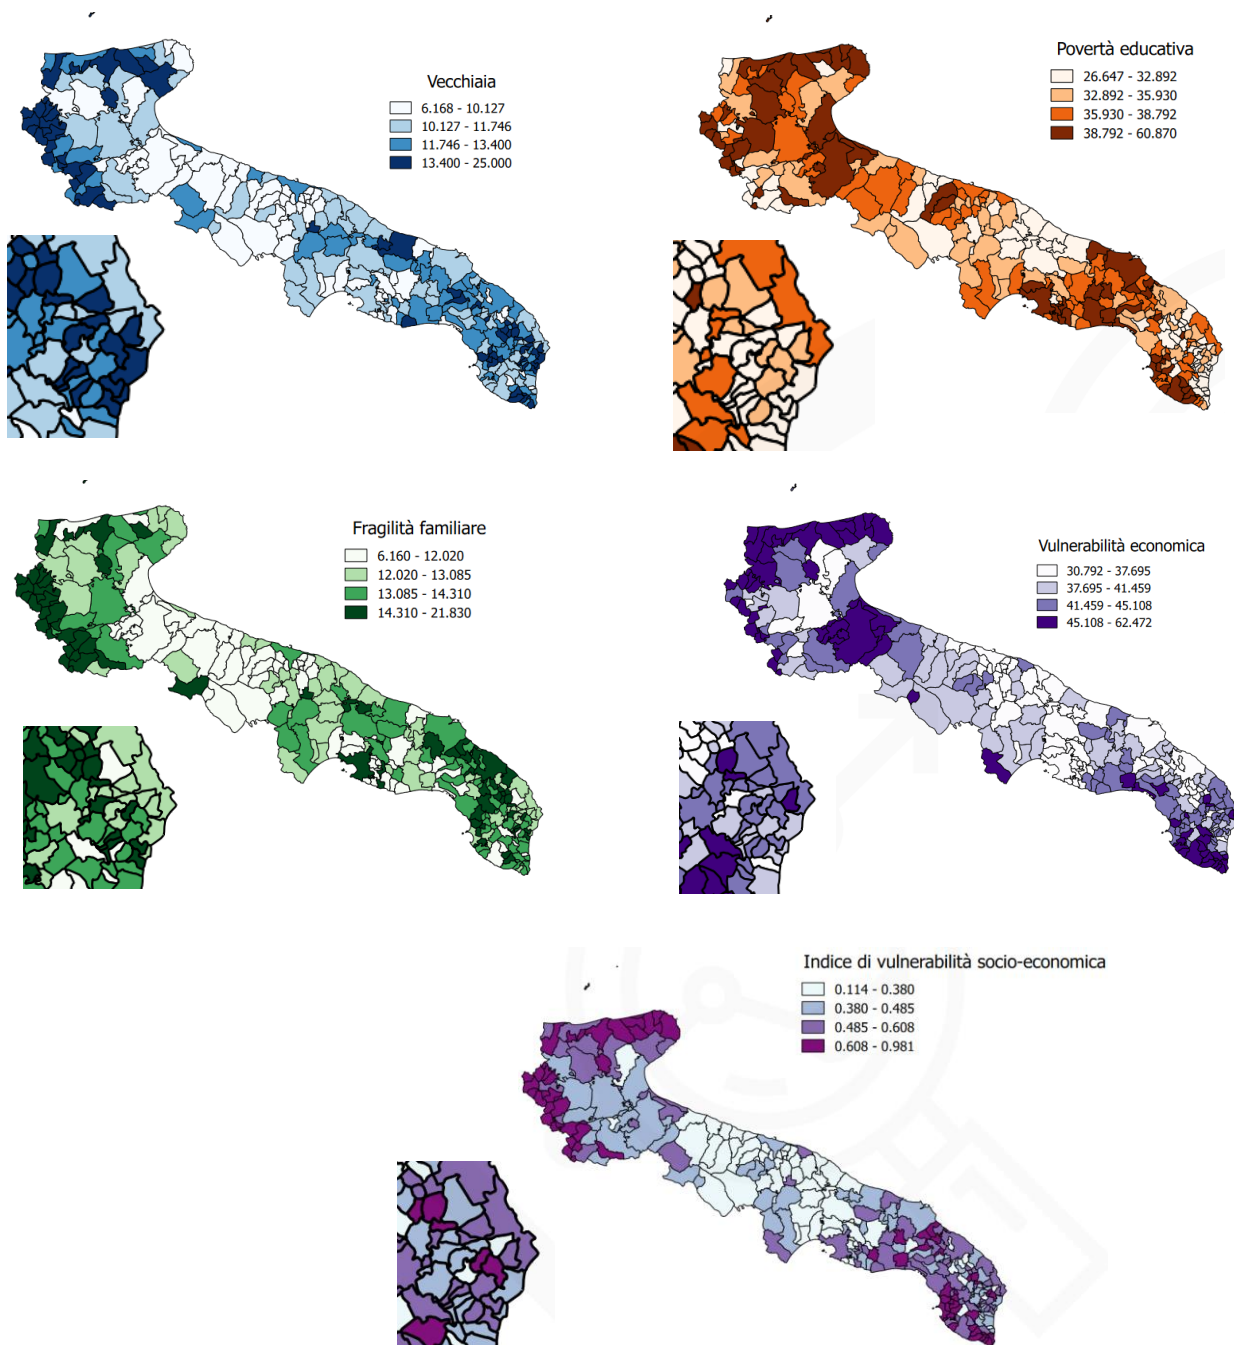 Vecchiaia
6.168 - 10.127
10.127 - 11.746
11.746 - 13.400
13.400 - 25.000
Povertà educativa
26.647 - 32.892
32.892 - 35.930
35.930 - 38.792
38.792 - 60.870
Fragilità familiare
6.160 - 12.020
12.020 - 13.085
13.085 - 14.310
14.310 - 21.830
Vulnerabilità economica
30.792 - 37.695
37.695 - 41.459
41.459 - 45.108
45.108 - 62.472
Indice di vulnerabilità socio-economica
0.114 - 0.380
0.380 - 0.485
0.485 - 0.608
0.608 - 0.981